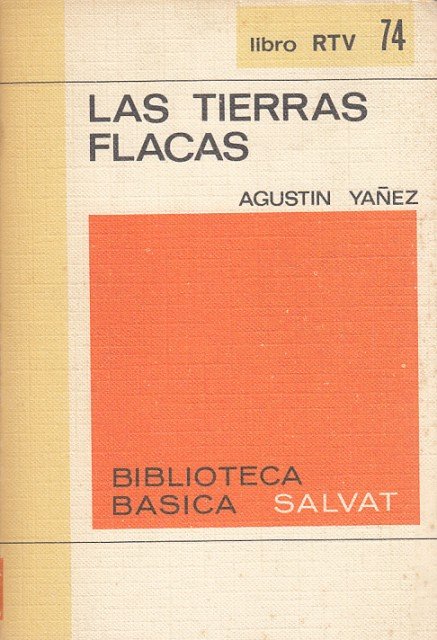 libro RTV 74
LAS TIERRAS
FLACAS
AGUSTIN YAÑEZ
BIBLIOTECA
BASICA SALVAT